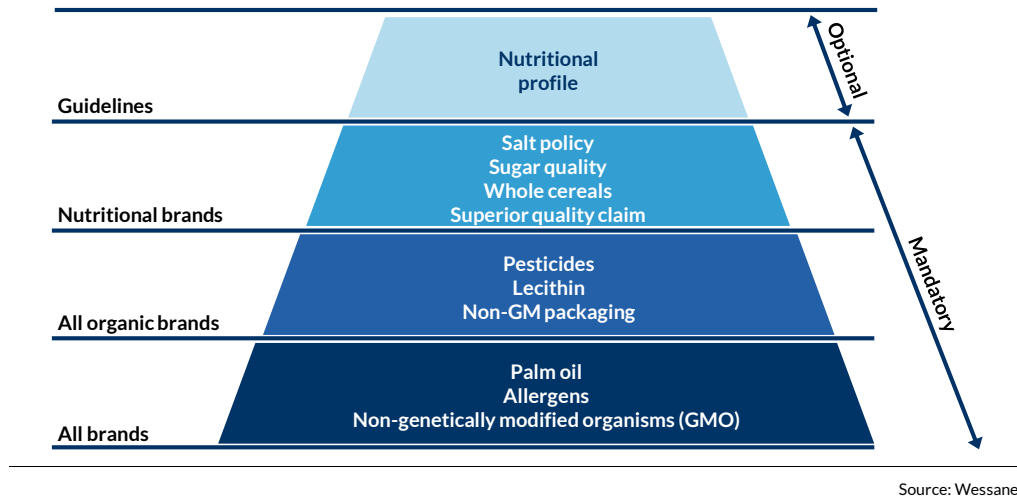 Nutritional
profile
Optional
Guidelines
Salt policy
Sugar quality
Whole cereals
Superior quality claim
Nutritional brands
Mandatory
Pesticides
Lecithin
Non-GM packaging
All organic brands
Palm oil
Allergens
Non-genetically modified organisms (GMO)
All brands
Source: Wessane